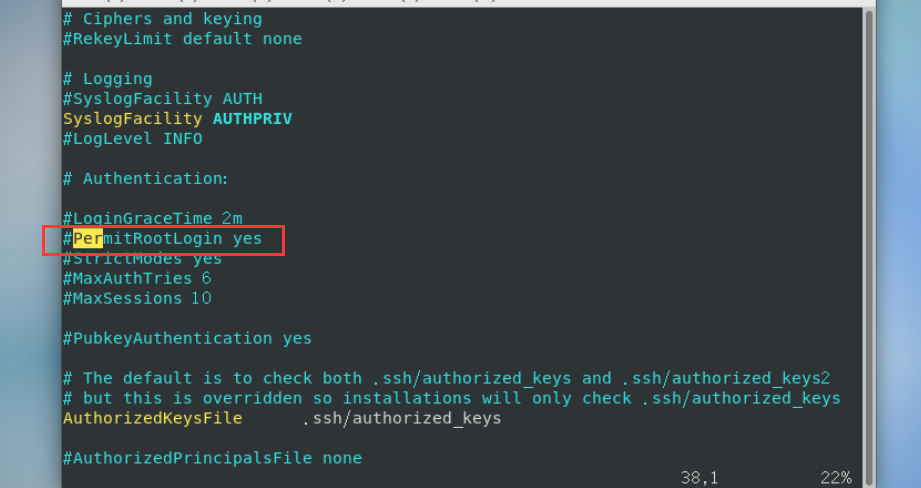 # Ciphers and keying
#RekeyLimit default none
# Logging
#SyslogFacility AUTH
SyslogFacility AUTHPRIV
#LogLevel INFO
# Authentication:
#LoginGraceTime 2m
#PermitRootLogin yes
#StrictModes yes
#MaxAuthTries 6
#MaxSessions 10
#PubkeyAuthentication yes
# The default is to check both .ssh/authorized_keys and .ssh/authorized_keys2
# but this is overridden so installations will only check .ssh/authorized_keys
AuthorizedKeysFile      .ssh/authorized_keys
#AuthorizedPrincipalsFile none
38,1 22%